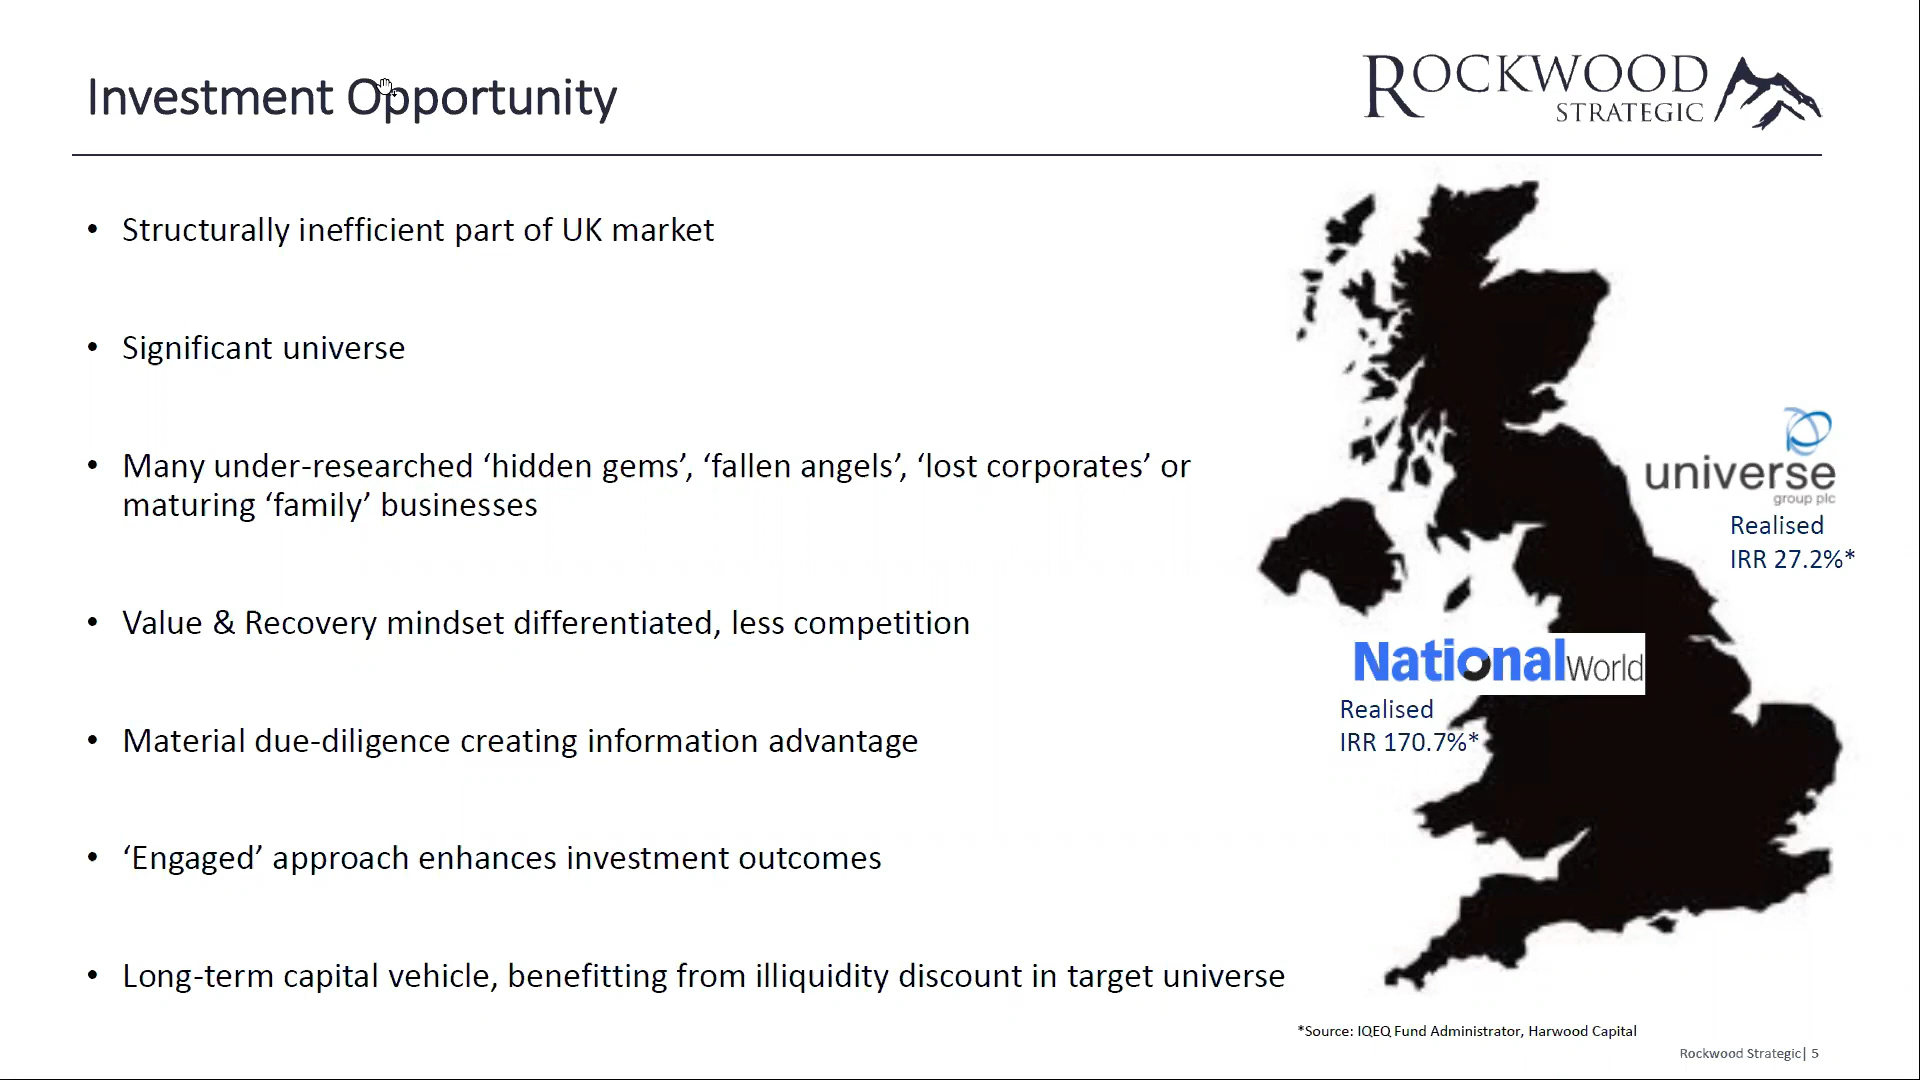 Investment Opportunity
ROCKWOOD
STRATEGIC
• Structurally inefficient part of UK market
• Significant universe
• Many under-researched ‘hidden gems’, ‘fallen angels’, ‘lost corporates’ or
maturing ‘family’ businesses
• Value & Recovery mindset differentiated, less competition
• Material due-diligence creating information advantage
• ‘Engaged’ approach enhances investment outcomes
• Long-term capital vehicle, benefitting from illiquidity discount in target universe
universe
group plc
Realised
IRR 27.2%*
NationalWorld
Realised
IRR 170.7%*
*Source: IQEQ Fund Administrator, Harwood Capital
Rockwood Strategic| 5